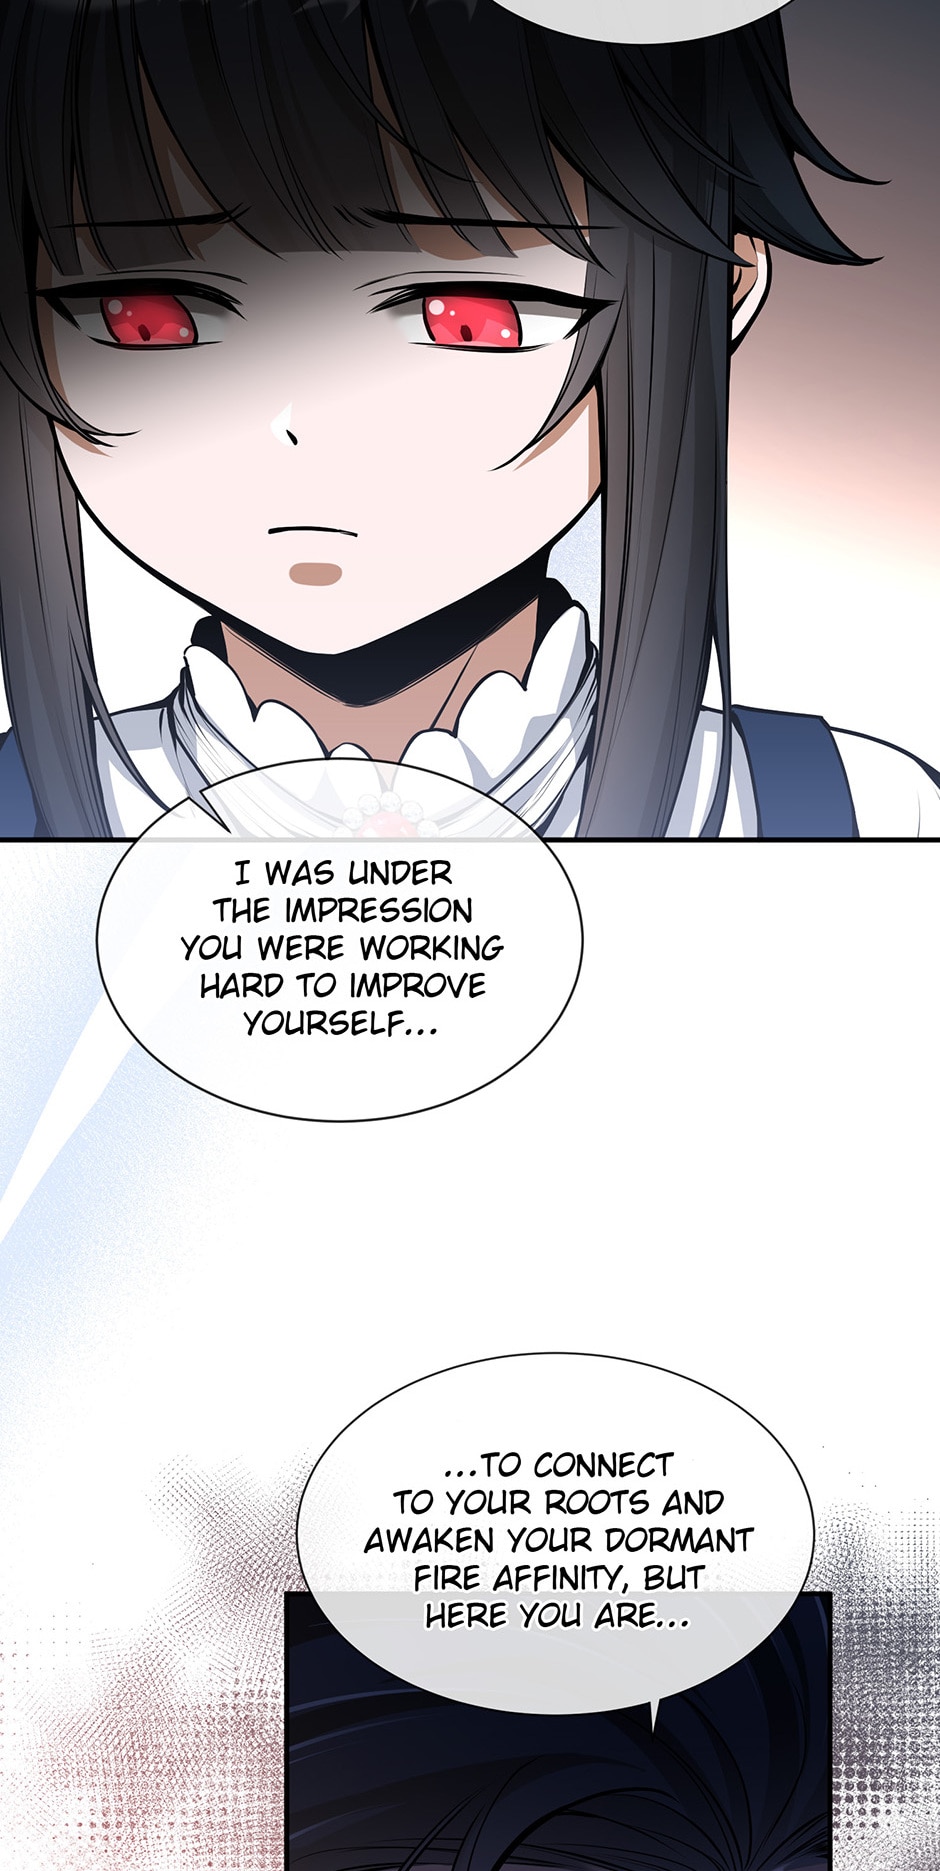 I WAS UNDER
THE IMPRESSION
YOU WERE WORKING
HARD TO IMPROVE
YOURSELF...
...TO CONNECT
TO YOUR ROOTS AND
AWAKEN YOUR DORMANT
FIRE AFFINITY, BUT
HERE YOU ARE...